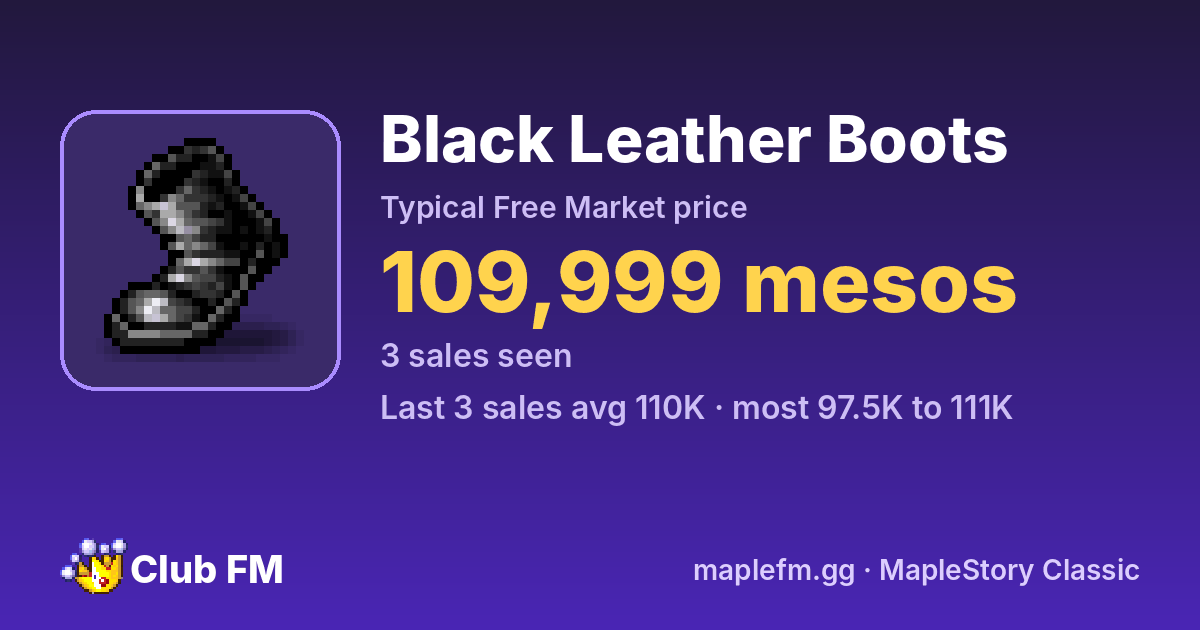 Black Leather Boots
Typical Free Market price
109,999 mesos
3 sales seen
Last 3 sales avg 110K · most 97.5K to 111K
Club FM
maplefm.gg · MapleStory Classic